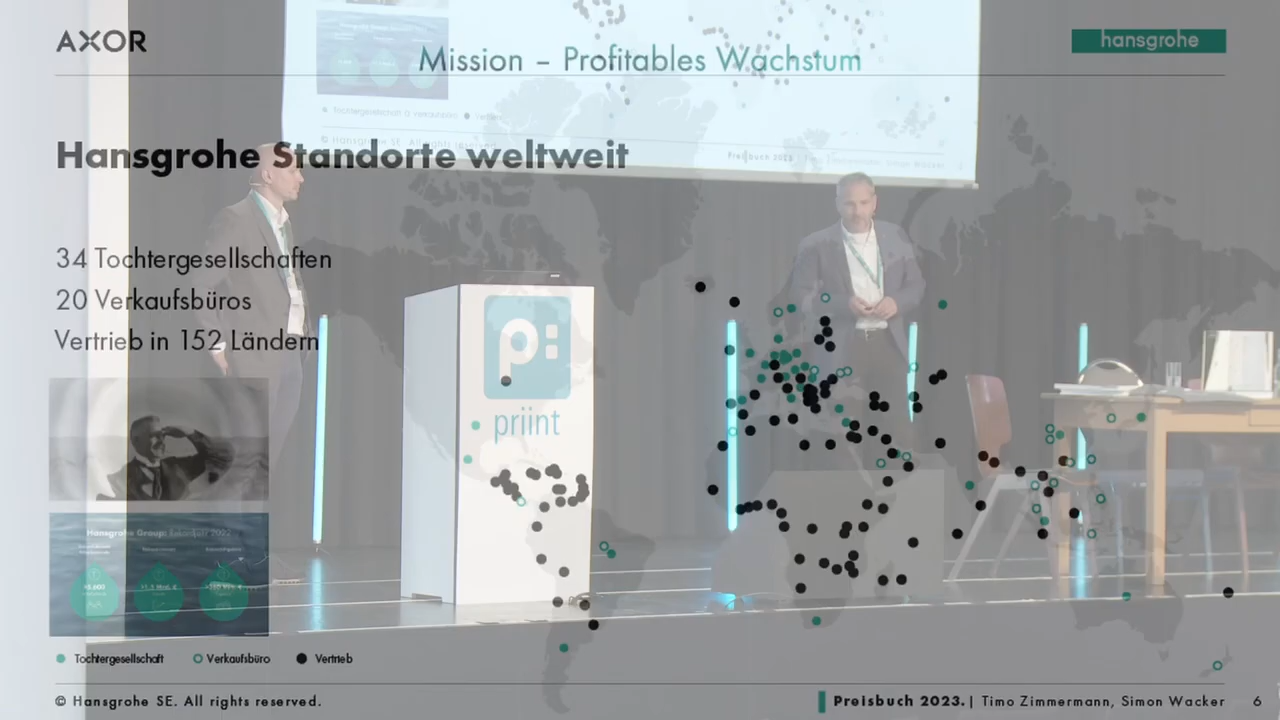 AXOR
hansgrohe
Mission – Profitables Wachstum
Hansgrohe Standorte weltweit
34 Tochtergesellschaften
20 Verkaufsbüros
Vertrieb in 152 Ländern
p:
priint
Tochtergesellschaft Verkaufsbüro Vertrieb
© Hansgrohe SE. All rights reserved.
Preisbuch 2023. | Timo Zimmermann, Simon Wacker 6